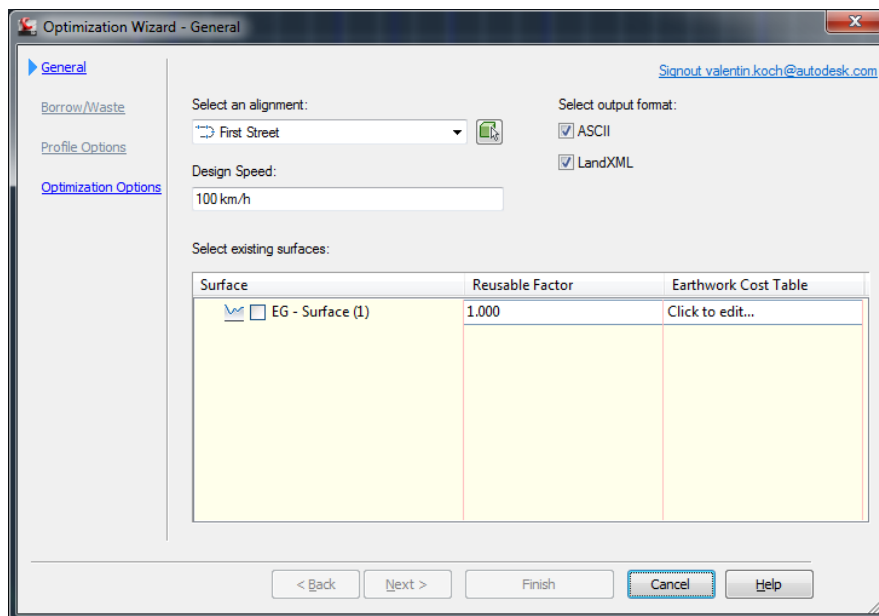 Optimization Wizard - General
x
General
Signout valentin.koch@autodesk.com
Borrow/Waste
Select an alignment:
Select output format:
First Street
ASCII
Profile Options
LandXML
Design Speed:
Optimization Options
100 km/h
Select existing surfaces:
Surface Reusable Factor Earthwork Cost Table
EG - Surface (1) 1.000 Click to edit...
< Back Next > Finish Cancel Help